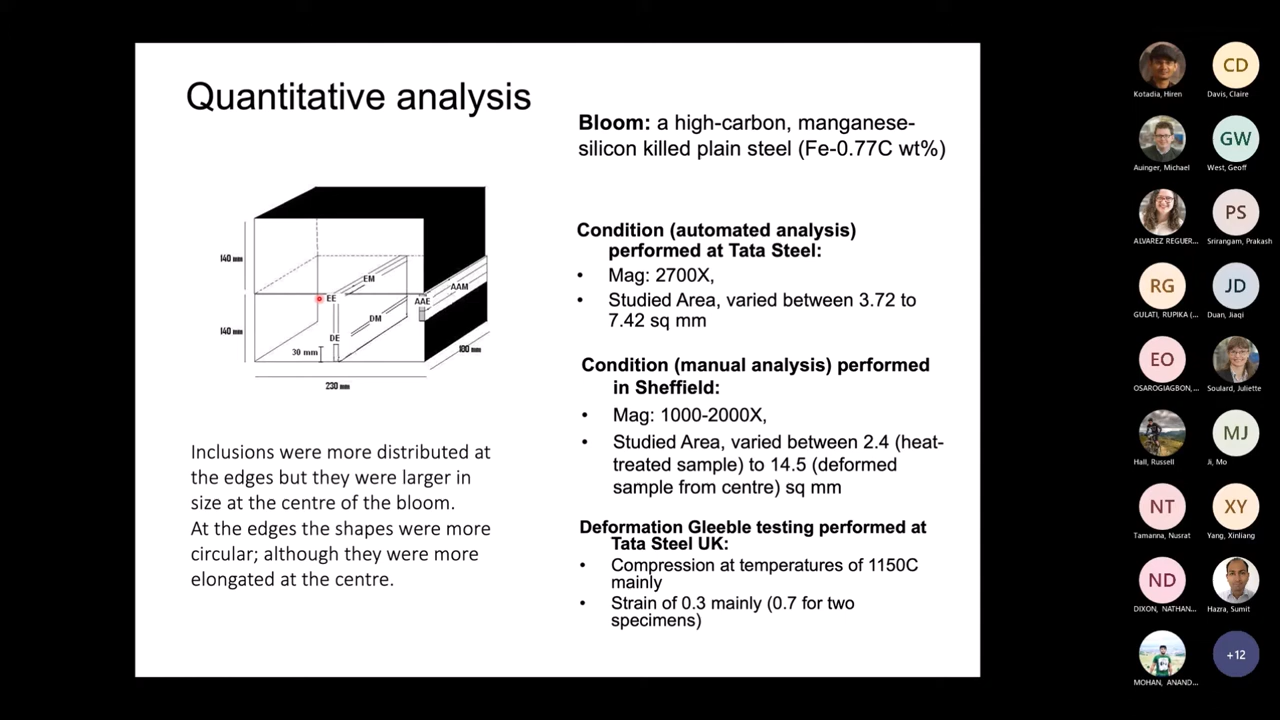 Quantitative analysis
Bloom: a high-carbon, manganese-
silicon killed plain steel (Fe-0.77C wt%)
140 mm
140 mm
EM
EE
AAM
AAE
DM
DE
30 mm
100 mm
230 mm
Inclusions were more distributed at
the edges but they were larger in
size at the centre of the bloom.
At the edges the shapes were more
circular; although they were more
elongated at the centre.
Condition (automated analysis)
performed at Tata Steel:
• Mag: 2700X,
• Studied Area, varied between 3.72 to
7.42 sq mm
Condition (manual analysis) performed
in Sheffield:
• Mag: 1000-2000X,
• Studied Area, varied between 2.4 (heat-
treated sample) to 14.5 (deformed
sample from centre) sq mm
Deformation Gleeble testing performed at
Tata Steel UK:
• Compression at temperatures of 1150C
mainly
• Strain of 0.3 mainly (0.7 for two
specimens)
Kotadia, Hiren
CD
Davis, Claire
Auinger, Michael
GW
West, Geoff
ALVAREZ REGUER...
PS
Srirangam, Prakash
RG
GULATI, RUPIKA (...
JD
Duan, Jiaqi
EO
OSAROGIAGBON,...
Soulard, Juliette
Hall, Russell
MJ
Ji, Mo
NT
Tamanna, Nusrat
XY
Yang, Xinliang
ND
DIXON, NATHAN...
Hazra, Sumit
MOHAN, ANAND...
+12